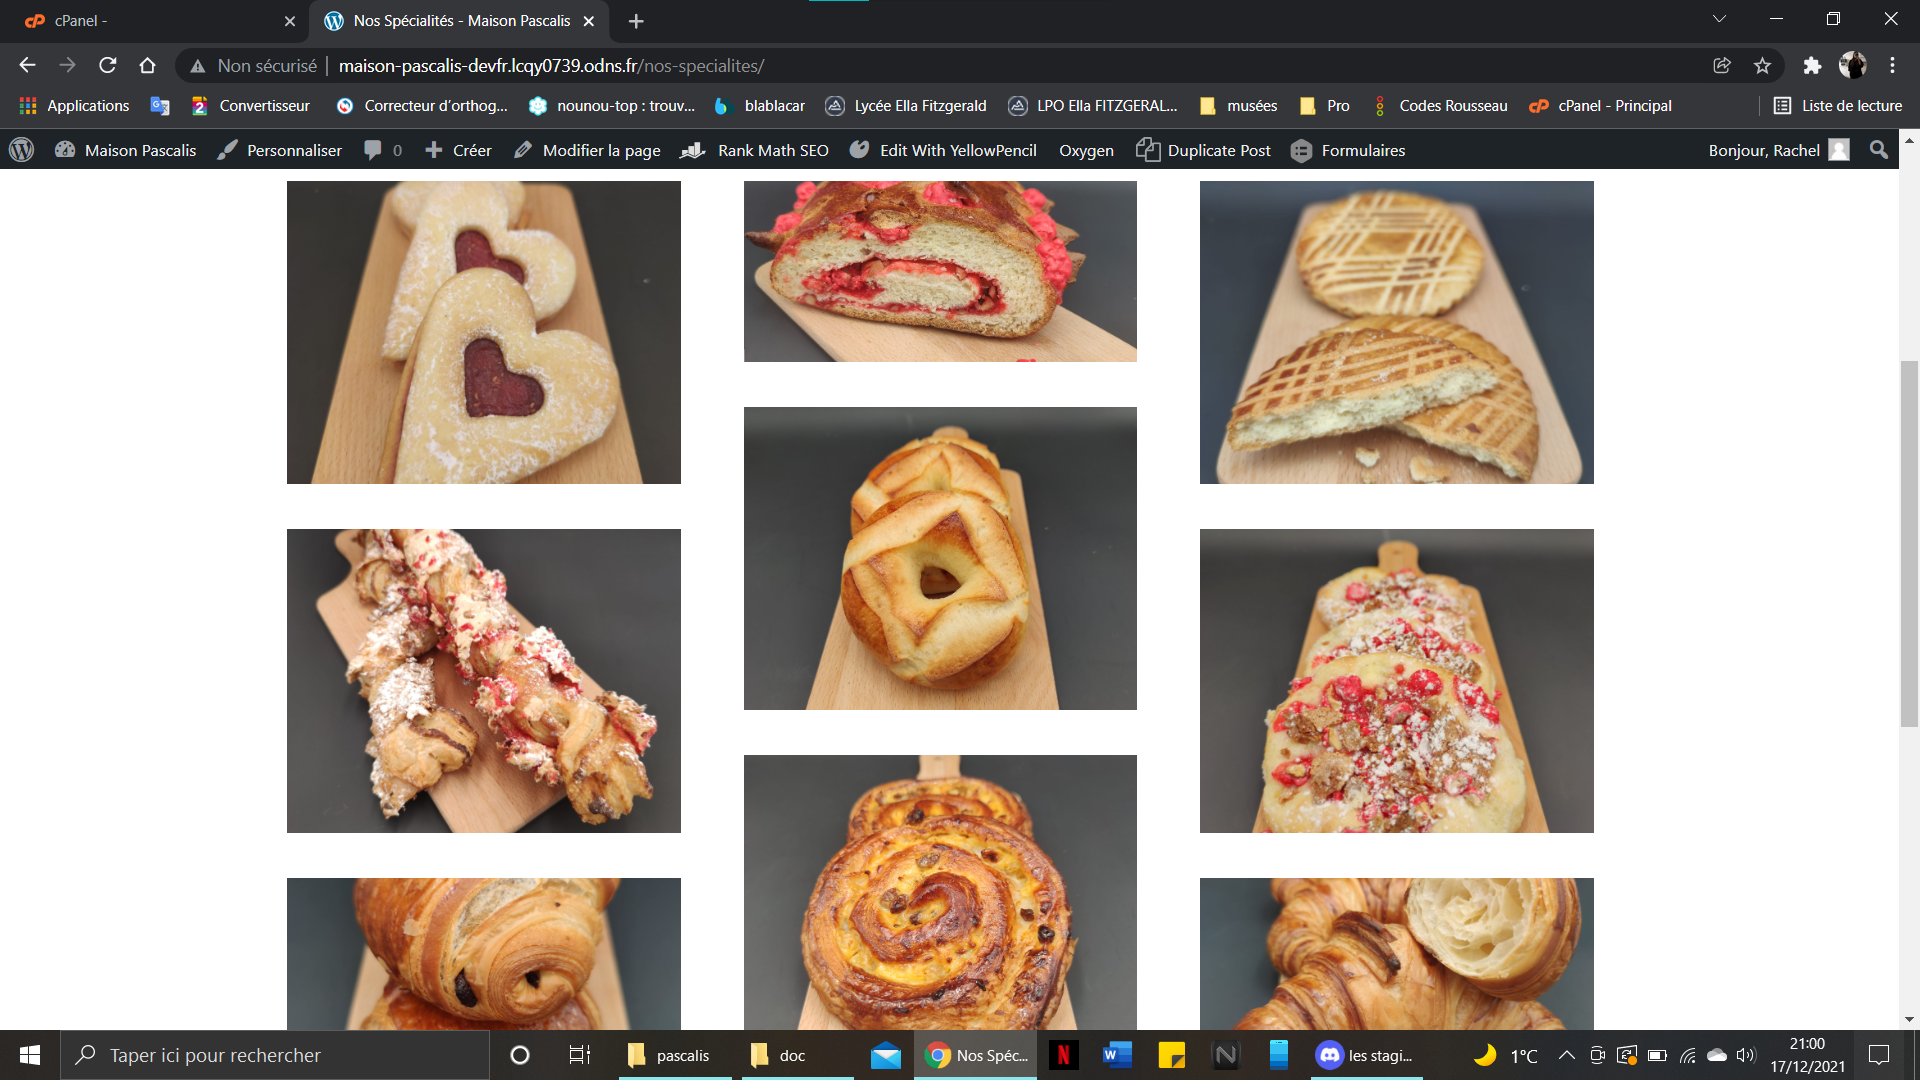 cPanel -
Nos Spécialités - Maison Pascalis
Non sécurisé
maison-pascalis-devfr.lcqy0739.odns.fr/nos-specialites/
Applications
Convertisseur
Correcteur d'orthog...
nounou-top : trouv...
blablacar
Lycée Ella Fitzgerald
LPO Ella FITZGERAL...
musées
Pro
Codes Rousseau
cPanel - Principal
Liste de lecture
Maison Pascalis
Personnaliser
0
Créer
Modifier la page
Rank Math SEO
Edit With YellowPencil
Oxygen
Duplicate Post
Formulaires
Bonjour, Rachel
Taper ici pour rechercher
pascalis
doc
Nos Spéc...
les stagi...
1°C
21:00
17/12/2021